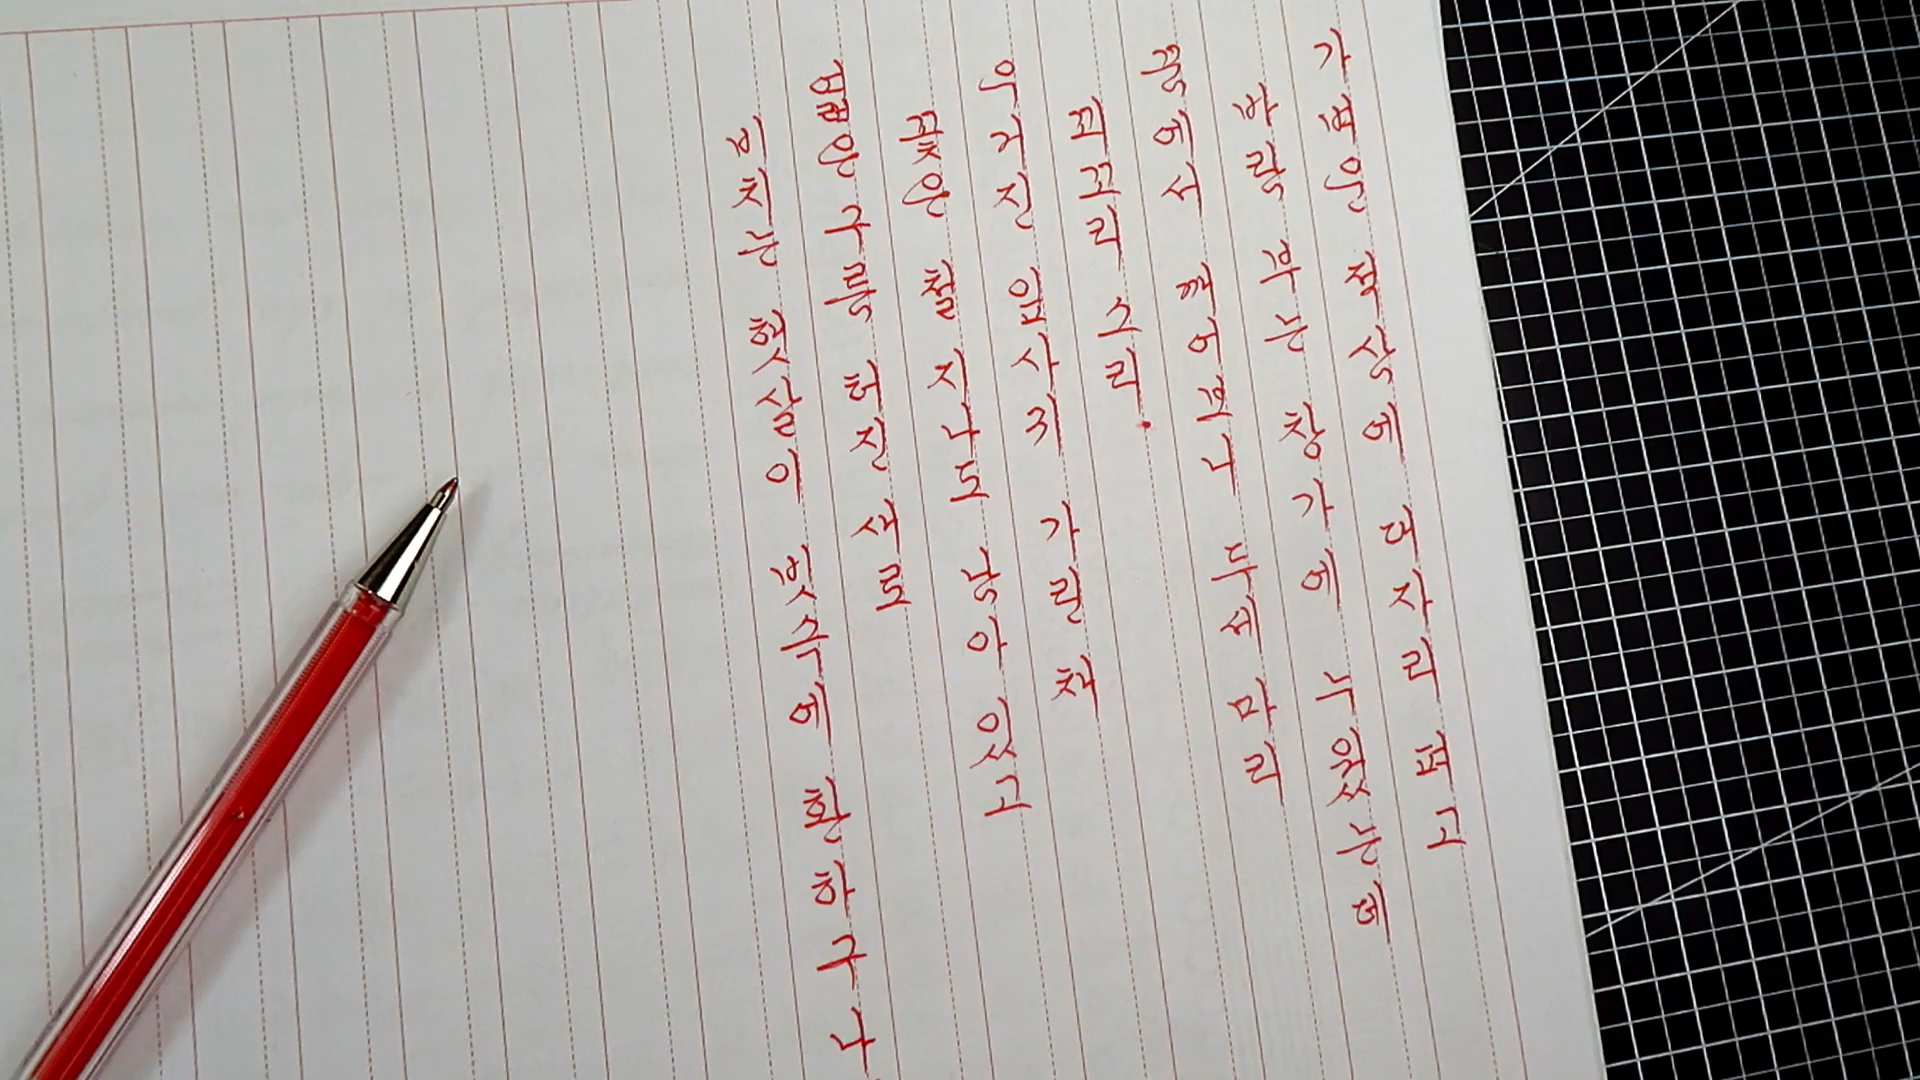 가벼운 적삼에 대자리 펴고
바람 부는 창가에 누웠는데
꿈에서 깨어보니 두세 마리
꾀꼬리 소리.
우거진 잎사귀 가린 채
꽃은 철 지나도 남아 있고
엷은 구름 터진 새로
비치는 햇살이 빗속에 환하구나